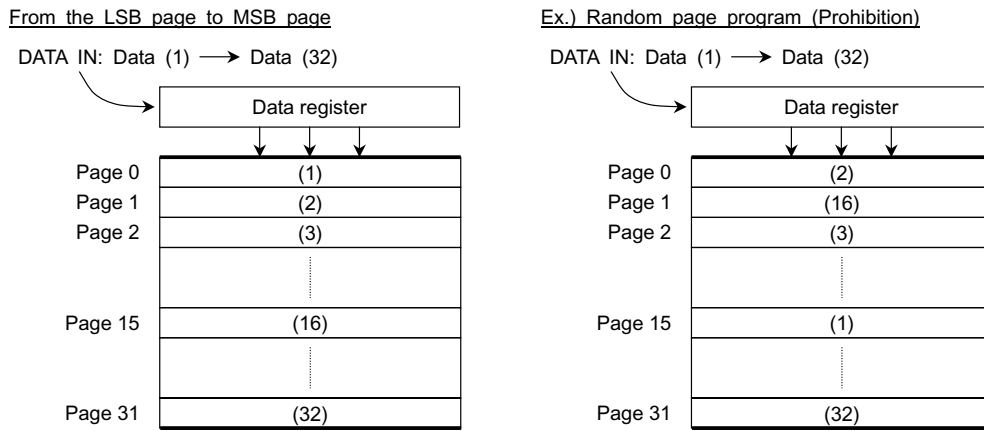 From the LSB page to MSB page
DATA IN: Data (1) → Data (32)
Data register
Page 0 (1)
Page 1 (2)
Page 2 (3)
Page 15 (16)
Page 31 (32)
Ex.) Random page program (Prohibition)
DATA IN: Data (1) → Data (32)
Data register
Page 0 (2)
Page 1 (16)
Page 2 (3)
Page 15 (1)
Page 31 (32)